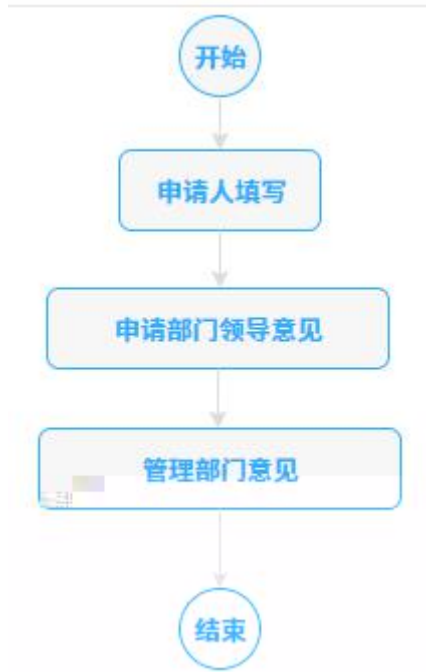 开始
申请人填写
申请部门领导意见
管理部门意见
结束